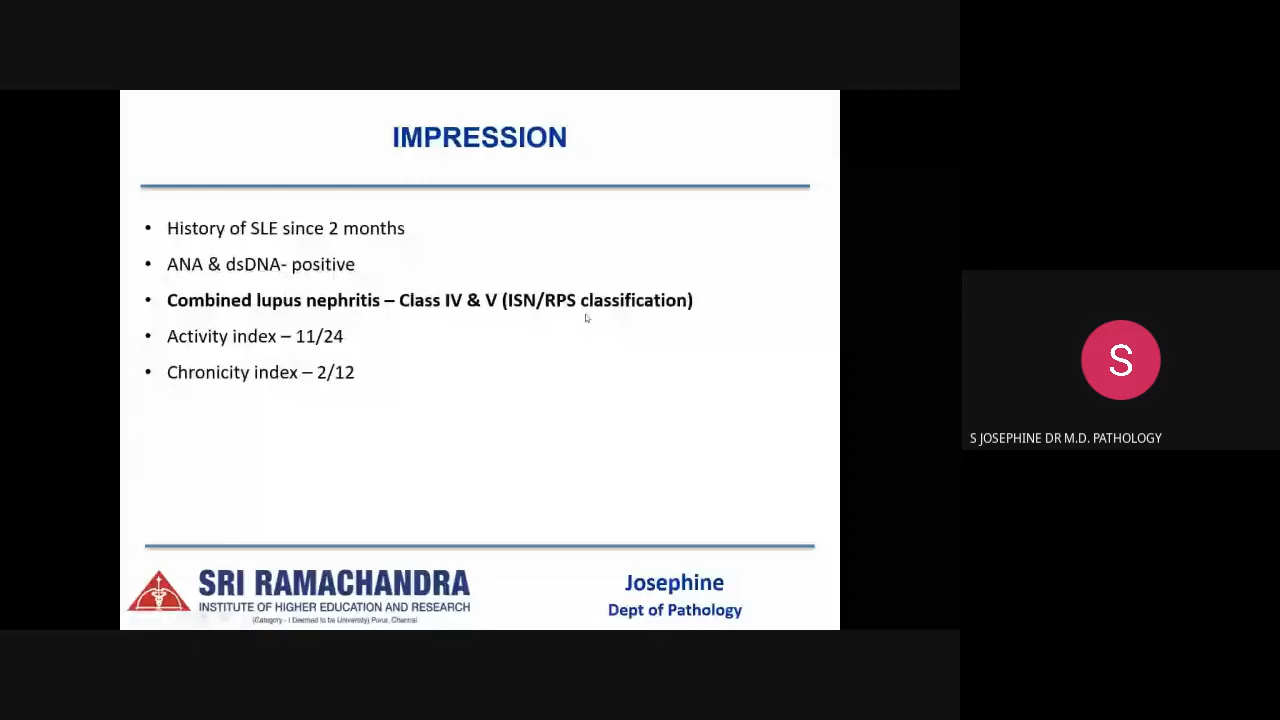 IMPRESSION
• History of SLE since 2 months
• ANA & dsDNA- positive
• Combined lupus nephritis – Class IV & V (ISN/RPS classification)
• Activity index – 11/24
• Chronicity index – 2/12
SRI RAMACHANDRA
INSTITUTE OF HIGHER EDUCATION AND RESEARCH
(Category - I Deemed to be University) Porur, Chennai
Josephine
Dept of Pathology
S
S JOSEPHINE DR M.D. PATHOLOGY